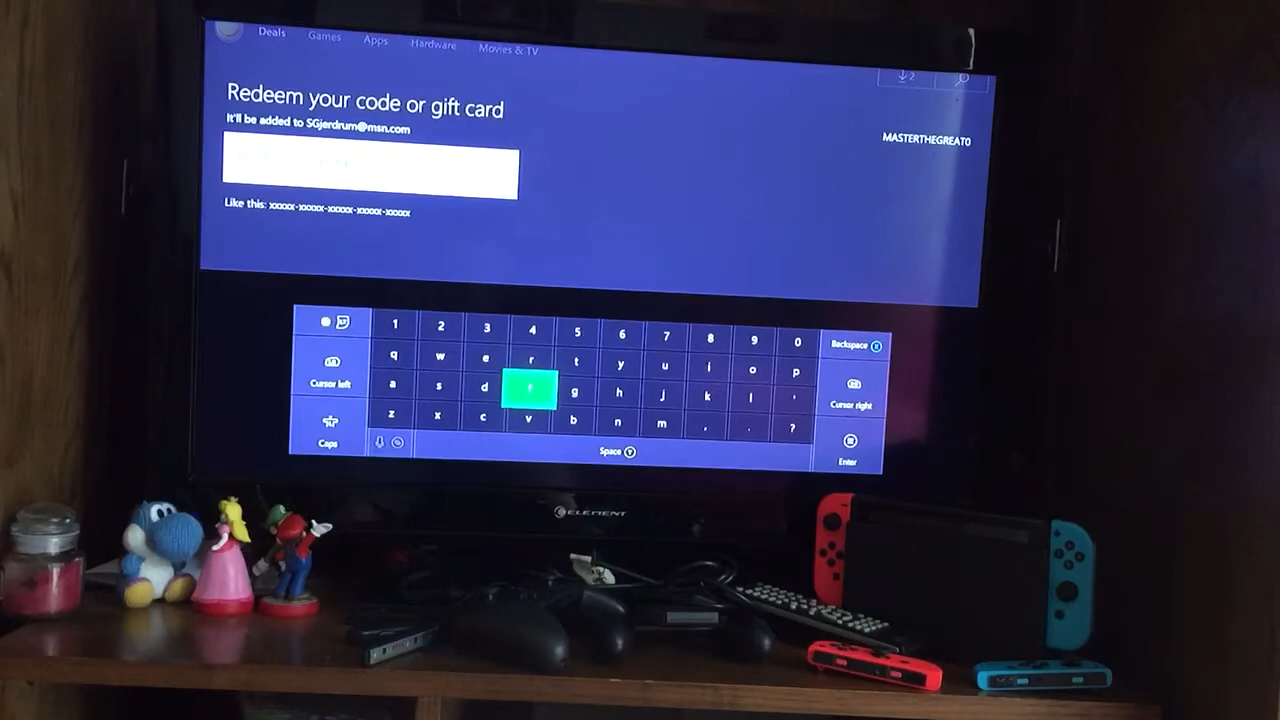 Deals Games Apps Hardware Movies & TV
2
Redeem your code or gift card
It'll be added to SGjerdrum@msn.com
MASTERTHEGREAT0
Like this: xxxxx-xxxxx-xxxxx-xxxxx-xxxxx
1 2 3 4 5 6 7 8 9 0 Backspace X
q w e r t y u i o p
Cursor left a s d f g h j k l ' Cursor right
z x c v b n m , . ?
Caps Space Y Enter
ELEMENT